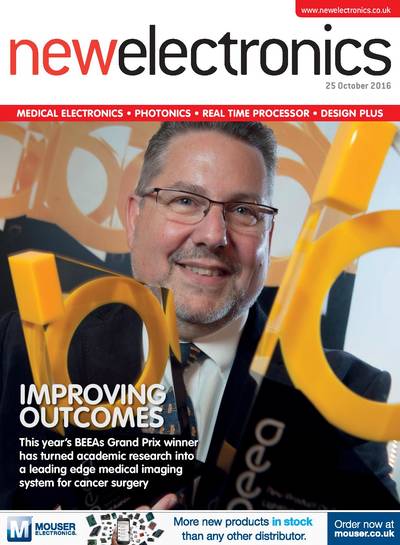 www.newelectronics.co.uk
newelectronics
25 October 2016
MEDICAL ELECTRONICS • PHOTONICS • REAL TIME PROCESSOR • DESIGN PLUS
IMPROVING
OUTCOMES
This year's BEEAs Grand Prix winner
has turned academic research into
a leading edge medical imaging
system for cancer surgery
beeea
M MOUSER
ELECTRONICS.
More new products in stock
than any other distributor.
Order now at
mouser.co.uk